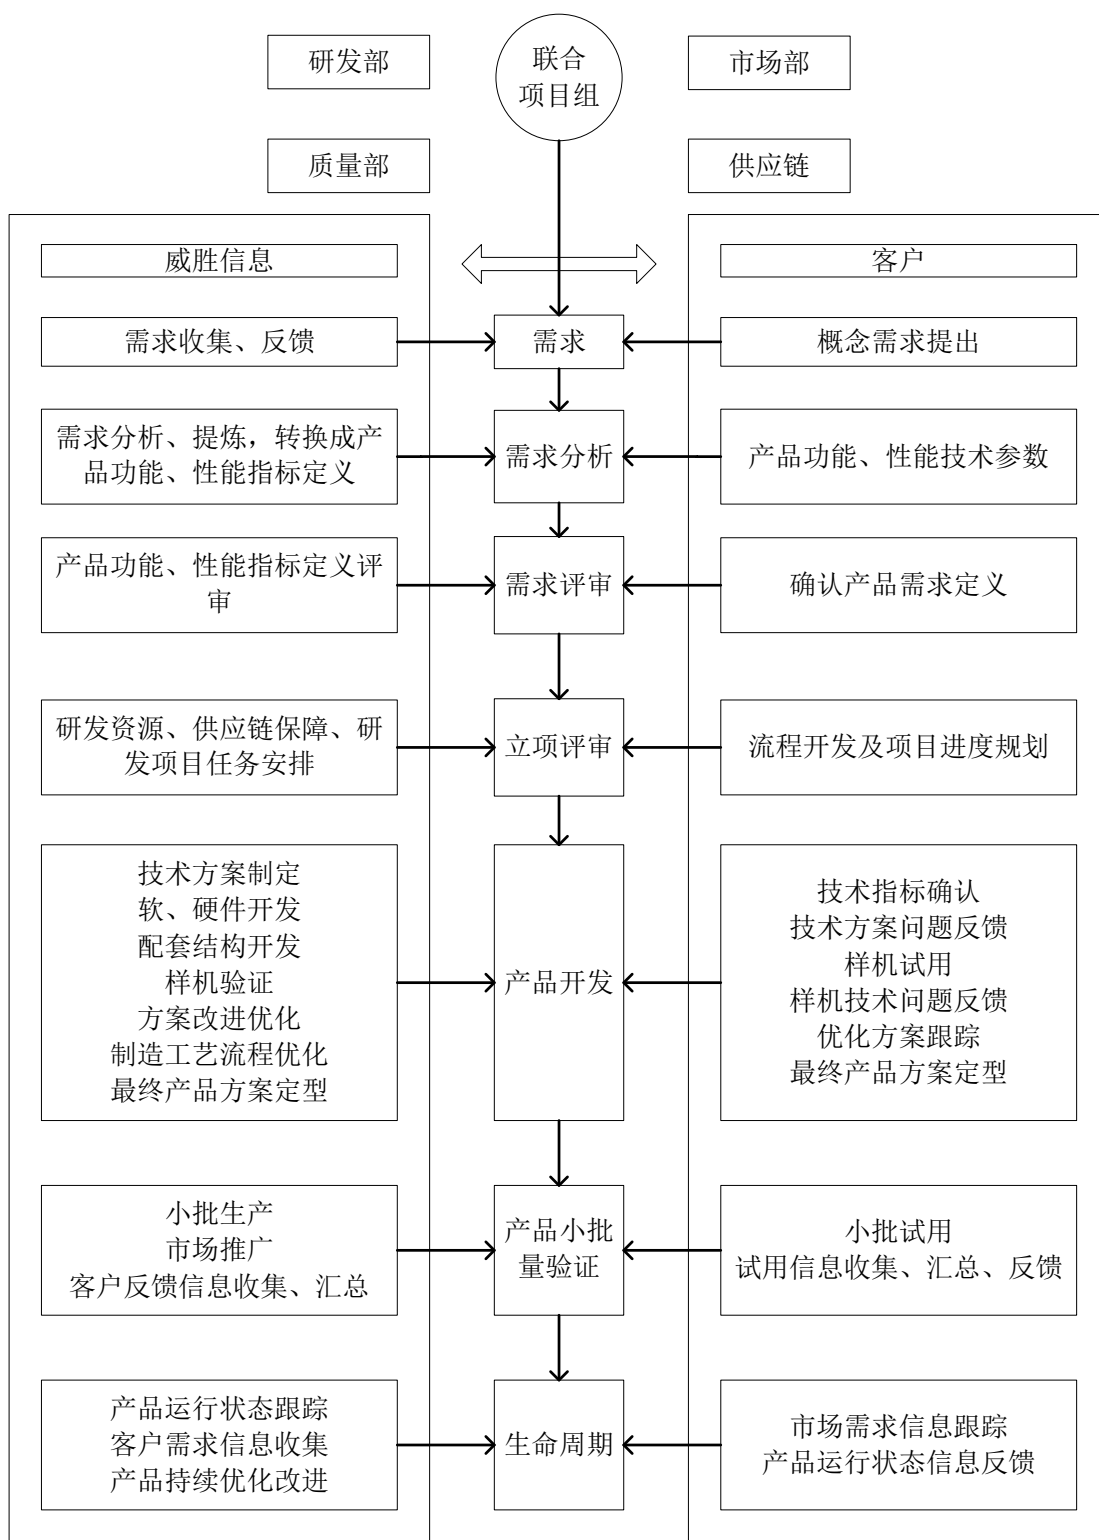 研发部
联合
项目组
市场部
质量部
供应链
威胜信息
客户
需求收集、反馈
需求
概念需求提出
需求分析、提炼，转换成产
品功能、性能指标定义
需求分析
产品功能、性能技术参数
产品功能、性能指标定义评
审
需求评审
确认产品需求定义
研发资源、供应链保障、研
发项目任务安排
立项评审
流程开发及项目进度规划
技术方案制定
软、硬件开发
配套结构开发
样机验证
方案改进优化
制造工艺流程优化
最终产品方案定型
产品开发
技术指标确认
技术方案问题反馈
样机试用
样机技术问题反馈
优化方案跟踪
最终产品方案定型
小批生产
市场推广
客户反馈信息收集、汇总
产品小批
量验证
小批试用
试用信息收集、汇总、反馈
产品运行状态跟踪
客户需求信息收集
产品持续优化改进
生命周期
市场需求信息跟踪
产品运行状态信息反馈